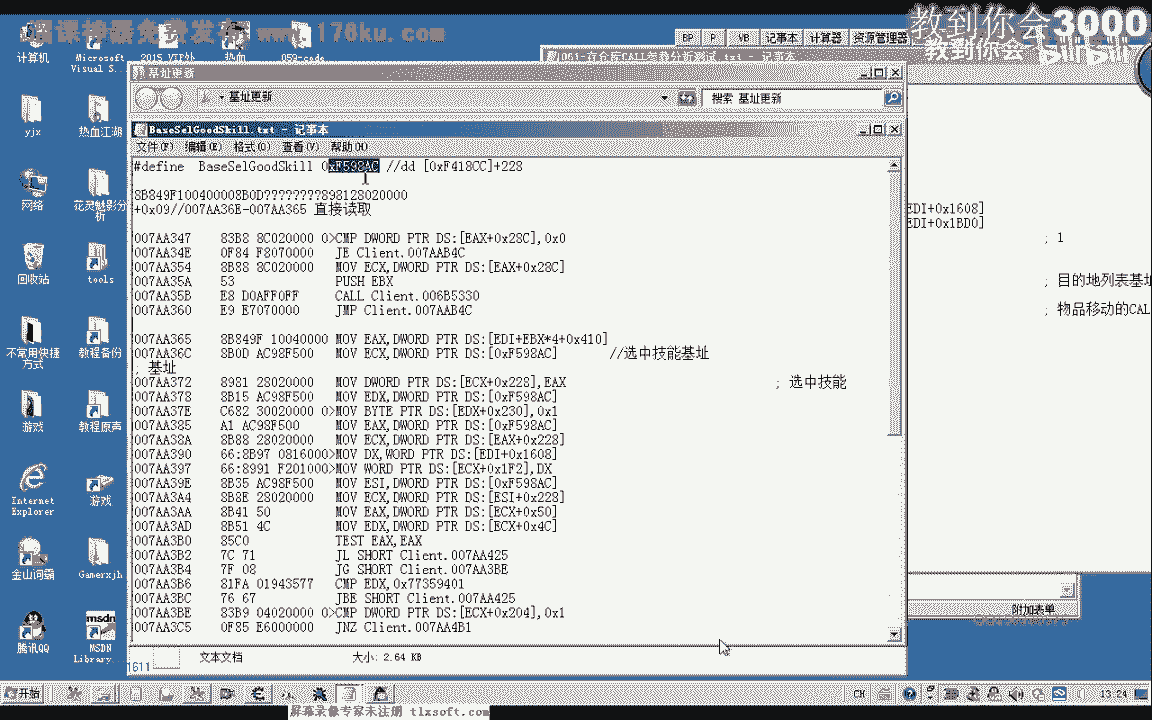 www.178ku.com
教到你会3000
教到你会
bilibili
计算机
Microsoft Visual S...
2015 VIP外
热血
059-code
BP
P
VB
记事本
计算器
资源管理器
基址更新
基址更新
搜索 基址更新
BaseSelGoodSkill.txt - 记事本
文件(F) 编辑(E) 格式(O) 查看(V) 帮助(H)
#define  BaseSelGoodSkill 0xF598AC //dd [0xF418CC]+228
8B849F100400008B0D????????898128020000
+0x09//007AA36E-007AA365 直接读取
007AA347 83B8 8C020000 0>CMP DWORD PTR DS:[EAX+0x28C],0x0
007AA34E 0F84 F8070000 JE Client.007AAB4C
007AA354 8B88 8C020000 MOV ECX,DWORD PTR DS:[EAX+0x28C]
007AA35A 53 PUSH EBX
007AA35B E8 D0AFF0FF CALL Client.006B5330
007AA360 E9 E7070000 JMP Client.007AAB4C
007AA365 8B849F 10040000 MOV EAX,DWORD PTR DS:[EDI+EBX*4+0x410]
007AA36C 8B0D AC98F500 MOV ECX,DWORD PTR DS:[0xF598AC] //选中技能基址
; 基址
007AA372 8981 28020000 MOV DWORD PTR DS:[ECX+0x228],EAX ; 选中技能
007AA378 8B15 AC98F500 MOV EDX,DWORD PTR DS:[0xF598AC]
007AA37E C682 30020000 0>MOV BYTE PTR DS:[EDX+0x230],0x1
007AA385 A1 AC98F500 MOV EAX,DWORD PTR DS:[0xF598AC]
007AA38A 8B88 28020000 MOV ECX,DWORD PTR DS:[EAX+0x228]
007AA390 66:8B97 0816000>MOV DX,WORD PTR DS:[EDI+0x1608]
007AA397 66:8991 F201000>MOV WORD PTR DS:[ECX+0x1F2],DX
007AA39E 8B35 AC98F500 MOV ESI,DWORD PTR DS:[0xF598AC]
007AA3A4 8B8E 28020000 MOV ECX,DWORD PTR DS:[ESI+0x228]
007AA3AA 8B41 50 MOV EAX,DWORD PTR DS:[ECX+0x50]
007AA3AD 8B51 4C MOV EDX,DWORD PTR DS:[ECX+0x4C]
007AA3B0 85C0 TEST EAX,EAX
007AA3B2 7C 71 JL SHORT Client.007AA425
007AA3B4 7F 08 JG SHORT Client.007AA3BE
007AA3B6 81FA 01943577 CMP EDX,0x77359401
007AA3BC 76 67 JBE SHORT Client.007AA425
007AA3BE 83B9 04020000 0>CMP DWORD PTR DS:[ECX+0x204],0x1
007AA3C5 0F85 E6000000 JNZ Client.007AA4B1
EDI+0x1608]
EDI+0x1BD0]
; 1
; 目的地列表基址
; 物品移动的CAL
附加表单
1611
文本文档
大小: 2.64 KB
yjx
热血江湖
网络
花灵魅影分析
回收站
tools
不常用快捷方式
教程备份
游戏
教程原声
Internet Explorer
游戏
金山词霸
Gamerxjh
腾讯QQ
MSDN Library...
开始
CH
13:24
屏幕录像专家未注册 tlxsoft.com